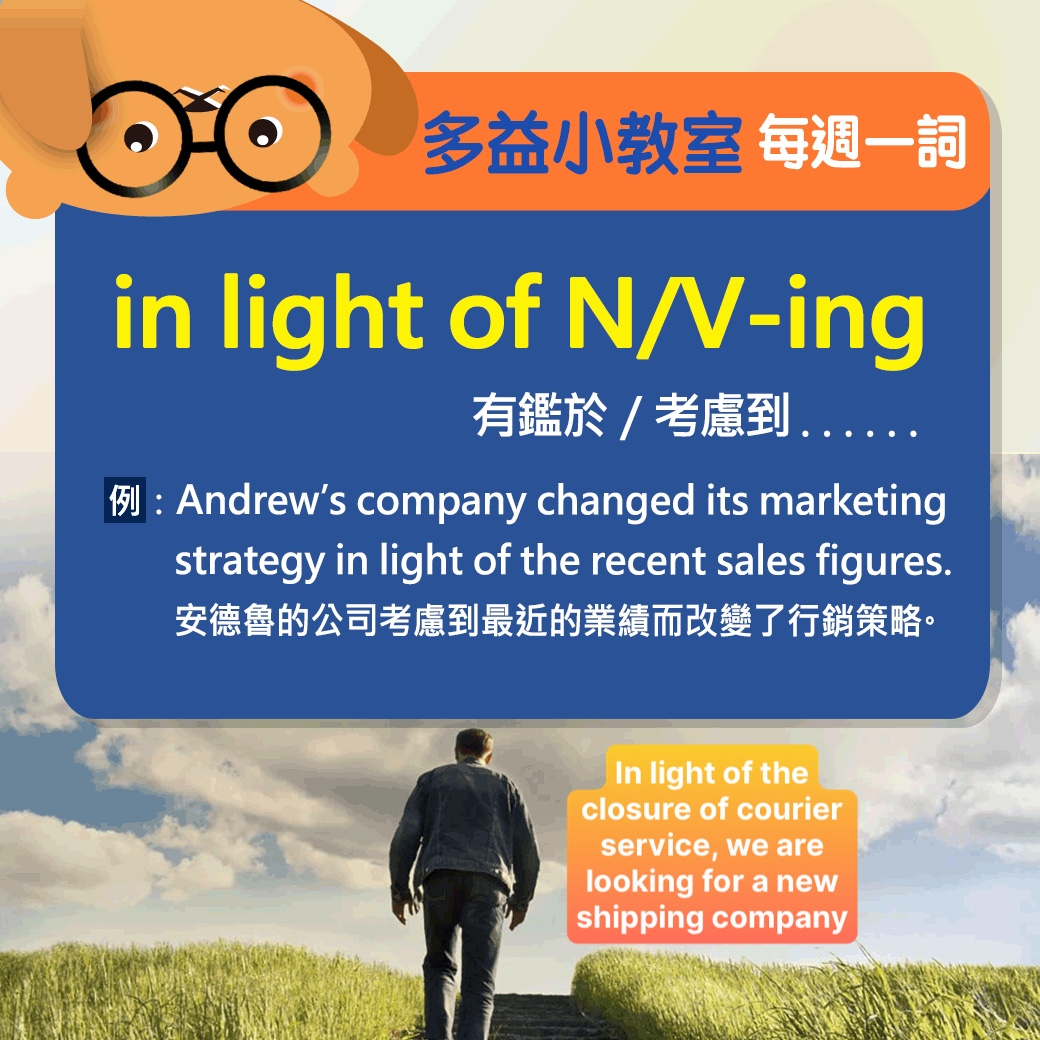 多益小教室 每週一詞
in light of N/V-ing
有鑑於 / 考慮到......
例 : Andrew’s company changed its marketing
strategy in light of the recent sales figures.
安德魯的公司考慮到最近的業績而改變了行銷策略。
In light of the
closure of courier
service, we are
looking for a new
shipping company